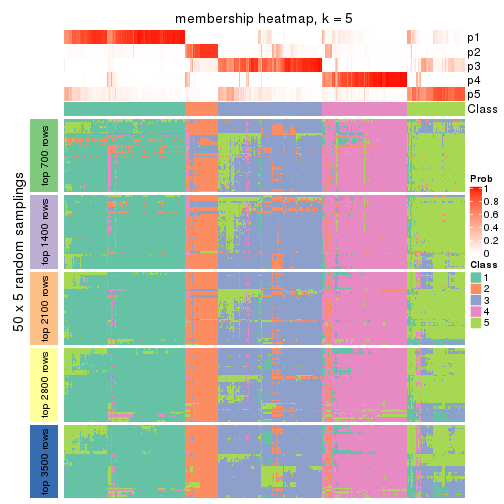 membership heatmap, k = 5
p1
p2
p3
p4
p5
Class
50 x 5 random samplings
top 700 rows
top 1400 rows
top 2100 rows
top 2800 rows
top 3500 rows
Prob
1
0.8
0.6
0.4
0.2
0
Class
1
2
3
4
5